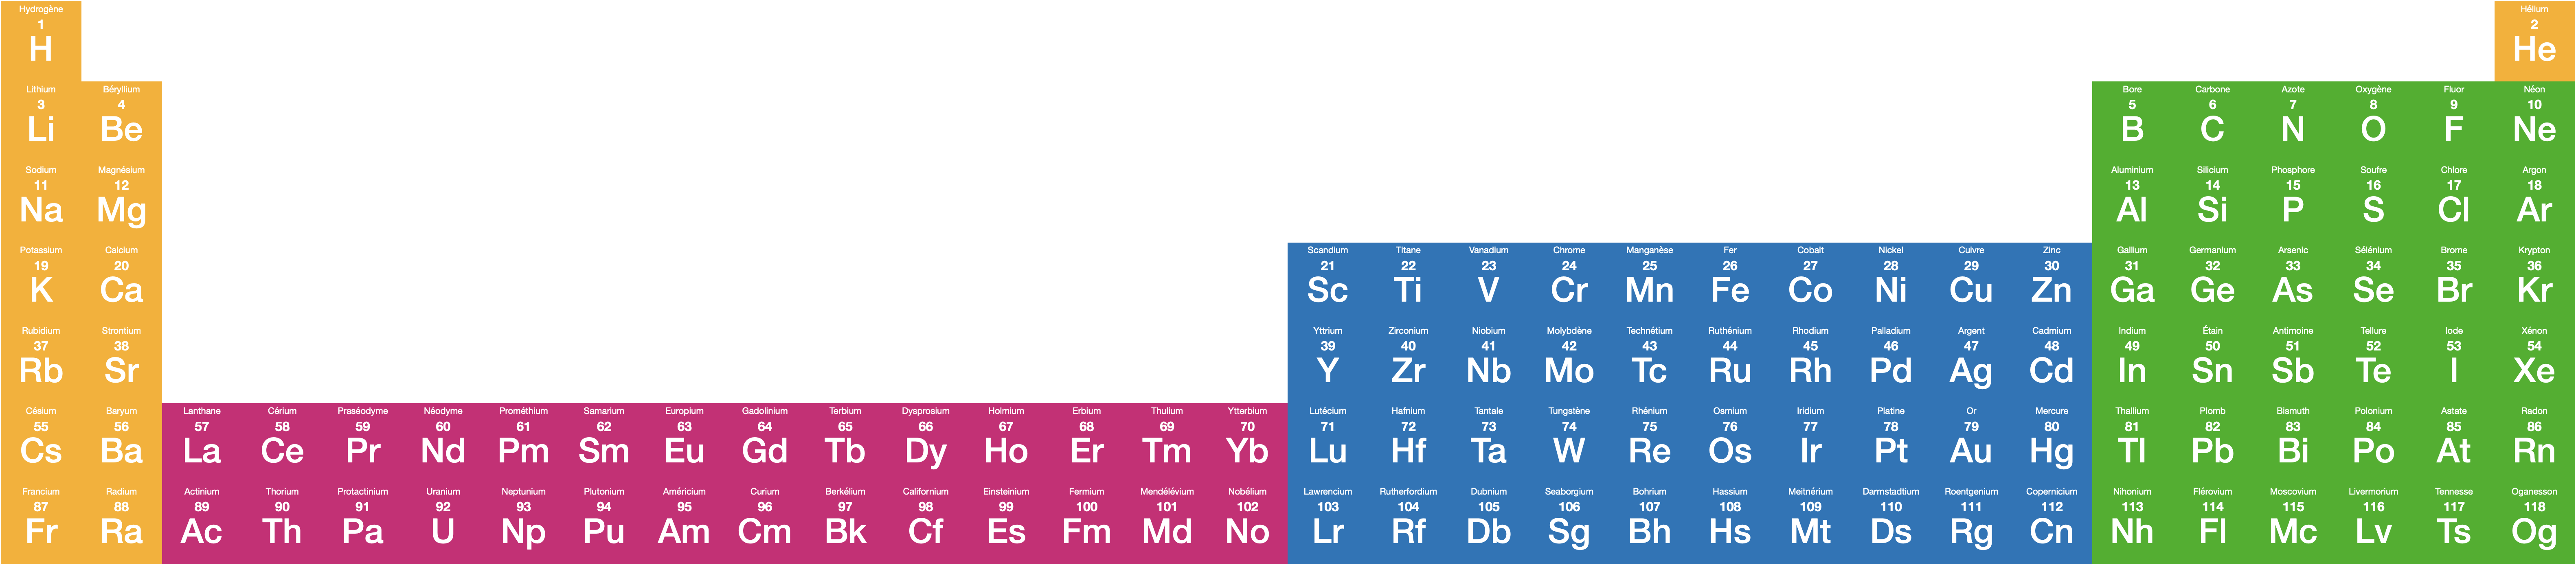 Hydrogène Hélium
1 2
H He
Lithium Béryllium Bore Carbone Azote Oxygène Fluor Néon
3 4 5 6 7 8 9 10
Li Be B C N O F Ne
Sodium Magnésium Aluminium Silicium Phosphore Soufre Chlore Argon
11 12 13 14 15 16 17 18
Na Mg Al Si P S Cl Ar
Potassium Calcium Scandium Titane Vanadium Chrome Manganèse Fer Cobalt Nickel Cuivre Zinc Gallium Germanium Arsenic Sélénium Brome Krypton
19 20 21 22 23 24 25 26 27 28 29 30 31 32 33 34 35 36
K Ca Sc Ti V Cr Mn Fe Co Ni Cu Zn Ga Ge As Se Br Kr
Rubidium Strontium Yttrium Zirconium Niobium Molybdène Technétium Ruthénium Rhodium Palladium Argent Cadmium Indium Étain Antimoine Tellure Iode Xénon
37 38 39 40 41 42 43 44 45 46 47 48 49 50 51 52 53 54
Rb Sr Y Zr Nb Mo Tc Ru Rh Pd Ag Cd In Sn Sb Te I Xe
Césium Baryum Lanthane Cérium Praséodyme Néodyme Prométhium Samarium Europium Gadolinium Terbium Dysprosium Holmium Erbium Thulium Ytterbium Lutécium Hafnium Tantale Tungstène Rhénium Osmium Iridium Platine Or Mercure Thallium Plomb Bismuth Polonium Astate Radon
55 56 57 58 59 60 61 62 63 64 65 66 67 68 69 70 71 72 73 74 75 76 77 78 79 80 81 82 83 84 85 86
Cs Ba La Ce Pr Nd Pm Sm Eu Gd Tb Dy Ho Er Tm Yb Lu Hf Ta W Re Os Ir Pt Au Hg Tl Pb Bi Po At Rn
Francium Radium Actinium Thorium Protactinium Uranium Neptunium Plutonium Américium Curium Berkélium Californium Einsteinium Fermium Mendélévium Nobélium Lawrencium Rutherfordium Dubnium Seaborgium Bohrium Hassium Meitnérium Darmstadtium Roentgenium Copernicium Nihonium Flérovium Moscovium Livermorium Tennesse Oganesson
87 88 89 90 91 92 93 94 95 96 97 98 99 100 101 102 103 104 105 106 107 108 109 110 111 112 113 114 115 116 117 118
Fr Ra Ac Th Pa U Np Pu Am Cm Bk Cf Es Fm Md No Lr Rf Db Sg Bh Hs Mt Ds Rg Cn Nh Fl Mc Lv Ts Og